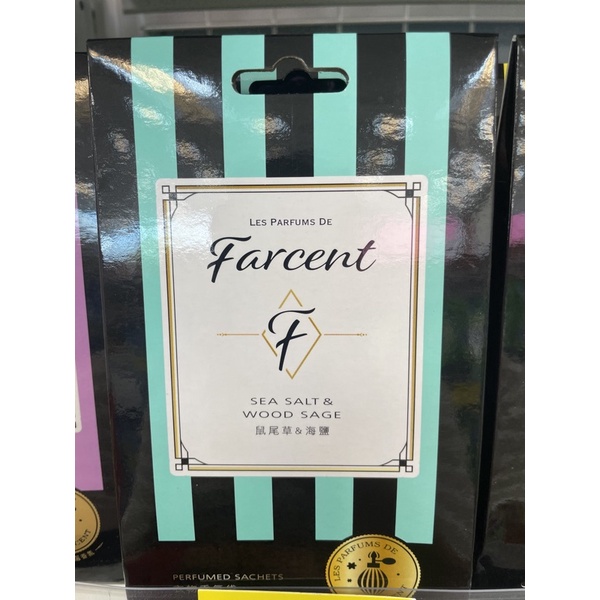 LES PARFUMS DE
Farcent
F
SEA SALT &
WOOD SAGE
鼠尾草&海鹽
PERFUMED SACHETS
LES PARFUMS DE